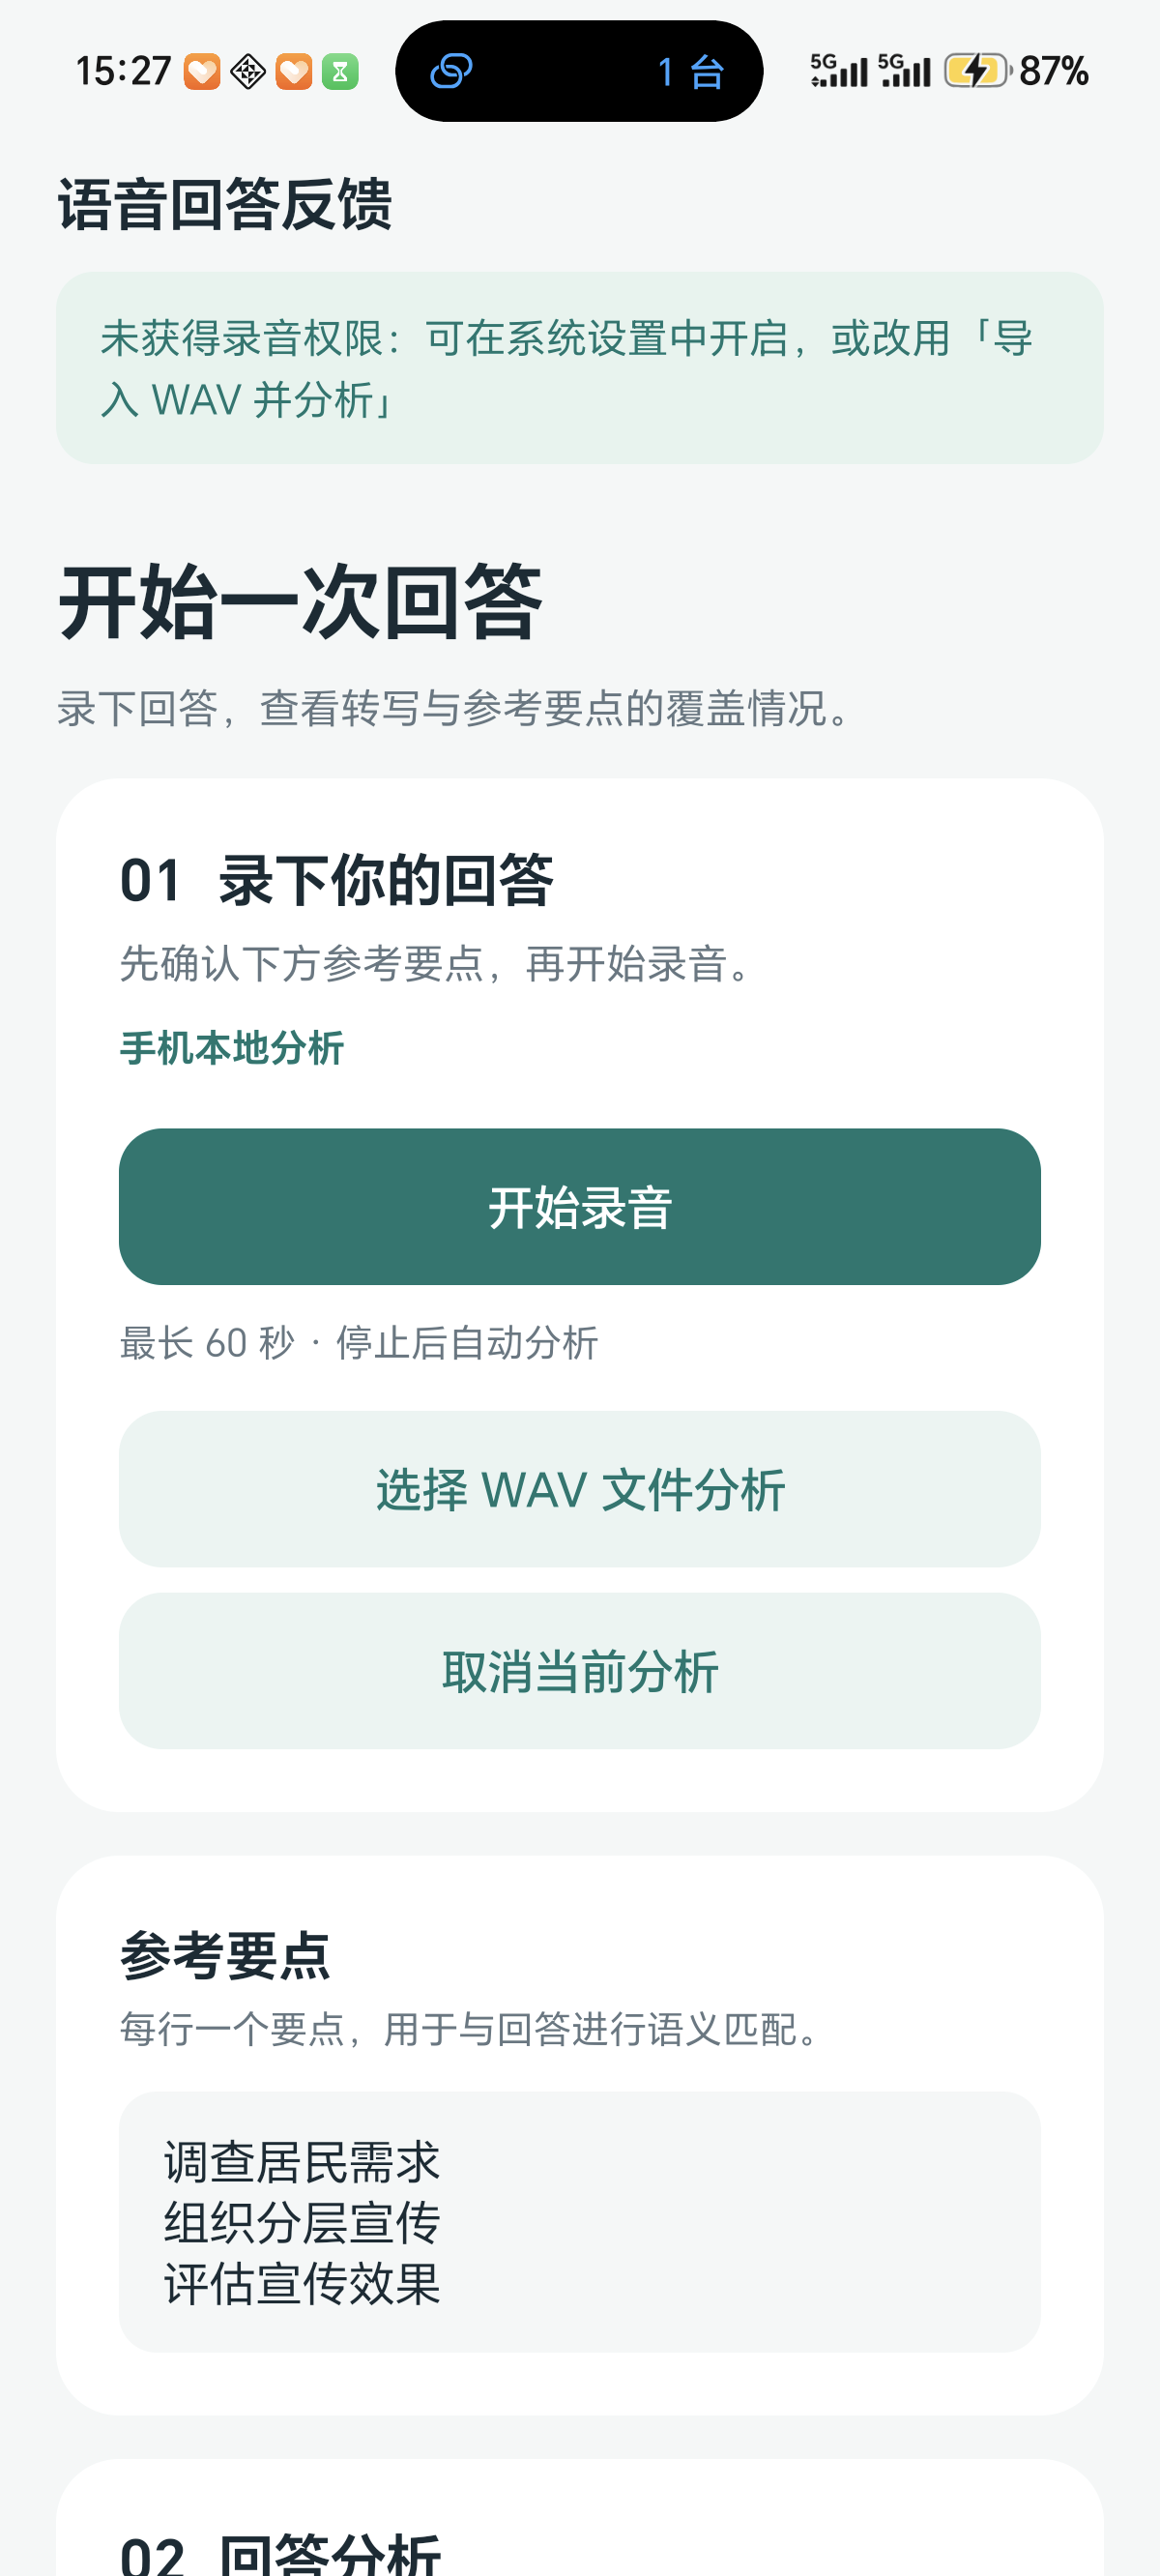 15:27
1 台
5G 5G 87%
语音回答反馈
未获得录音权限：可在系统设置中开启，或改用「导
入 WAV 并分析」
开始一次回答
录下回答，查看转写与参考要点的覆盖情况。
01 录下你的回答
先确认下方参考要点，再开始录音。
手机本地分析
开始录音
最长 60 秒 · 停止后自动分析
选择 WAV 文件分析
取消当前分析
参考要点
每行一个要点，用于与回答进行语义匹配。
调查居民需求
组织分层宣传
评估宣传效果
02 回答分析